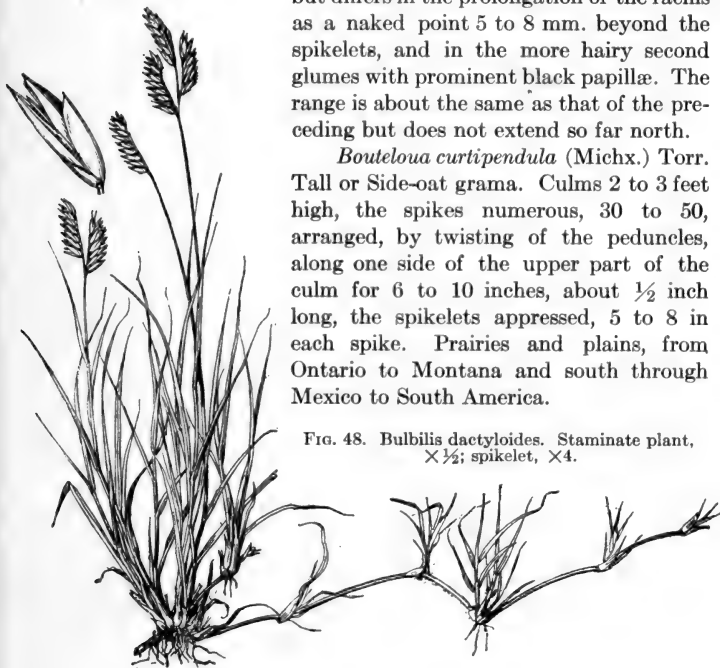 but differs in the prolongation of the rachis
as a naked point 5 to 8 mm. beyond the
spikelets, and in the more hairy second
glumes with prominent black papillæ. The
range is about the same as that of the pre-
ceding but does not extend so far north.
Bouteloua curtipendula (Michx.) Torr.
Tall or Side-oat grama. Culms 2 to 3 feet
high, the spikes numerous, 30 to 50,
arranged, by twisting of the peduncles,
along one side of the upper part of the
culm for 6 to 10 inches, about ½ inch
long, the spikelets appressed, 5 to 8 in
each spike. Prairies and plains, from
Ontario to Montana and south through
Mexico to South America.
FIG. 48. Bulbilis dactyloides. Staminate plant,
×½; spikelet, ×4.